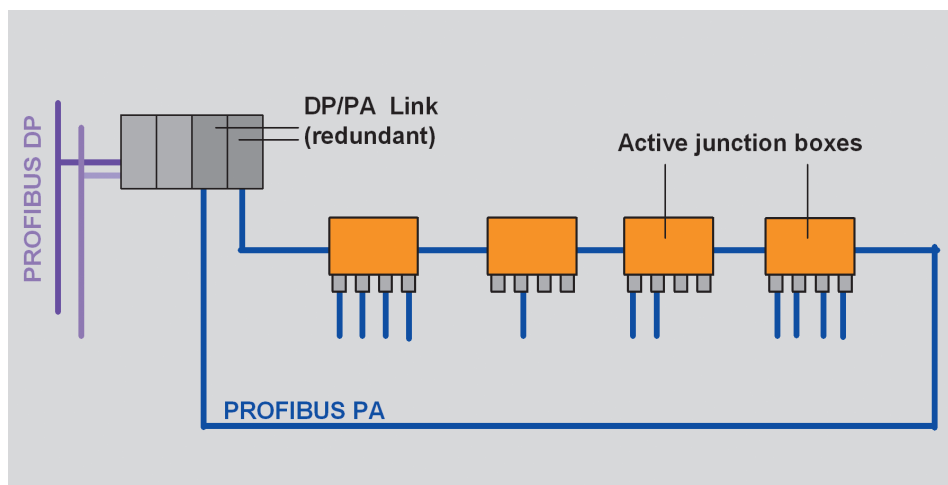 PROFIBUS DP
DP/PA Link
(redundant)
Active junction boxes
PROFIBUS PA